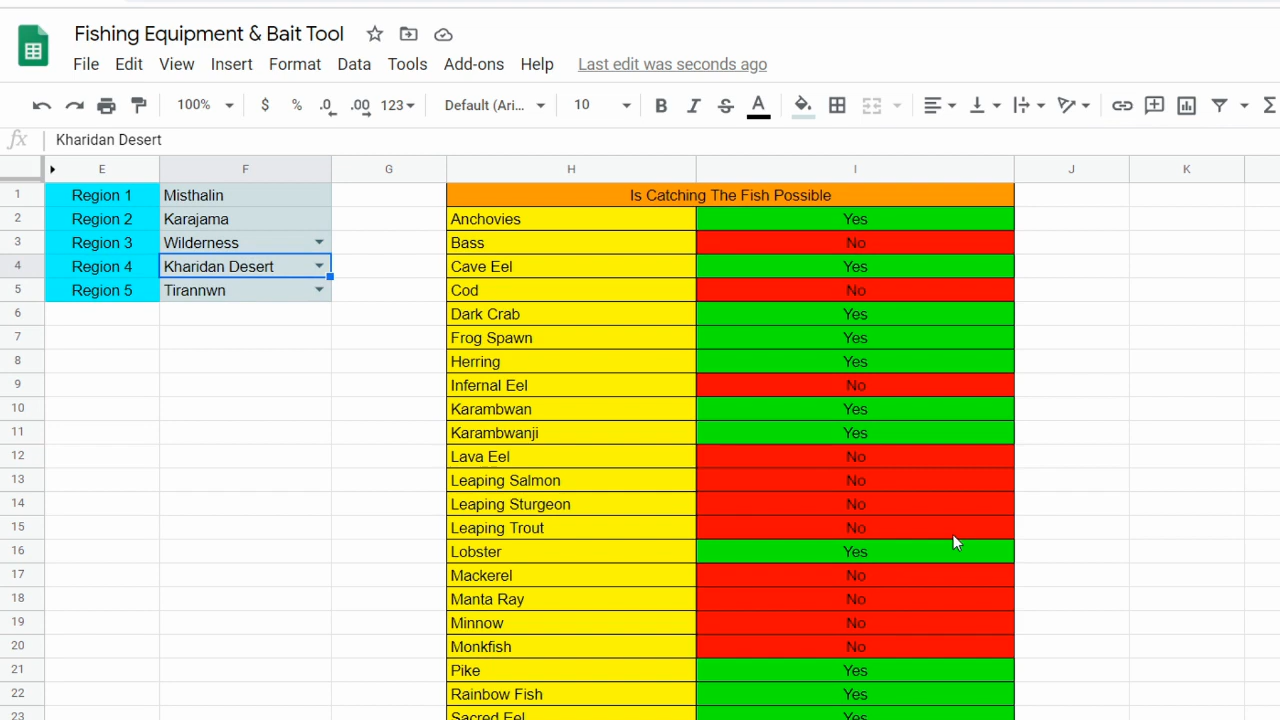 Fishing Equipment & Bait Tool
File Edit View Insert Format Data Tools Add-ons Help Last edit was seconds ago
100% $ % .0 .00 123 Default (Ari... 10 B I S A Σ
fx Kharidan Desert
E F G H I J K
1 Region 1 Misthalin Is Catching The Fish Possible
2 Region 2 Karajama Anchovies Yes
3 Region 3 Wilderness Bass No
4 Region 4 Kharidan Desert Cave Eel Yes
5 Region 5 Tirannwn Cod No
6 Dark Crab Yes
7 Frog Spawn Yes
8 Herring Yes
9 Infernal Eel No
10 Karambwan Yes
11 Karambwanji Yes
12 Lava Eel No
13 Leaping Salmon No
14 Leaping Sturgeon No
15 Leaping Trout No
16 Lobster Yes
17 Mackerel No
18 Manta Ray No
19 Minnow No
20 Monkfish No
21 Pike Yes
22 Rainbow Fish Yes
23 Sacred Eel Yes